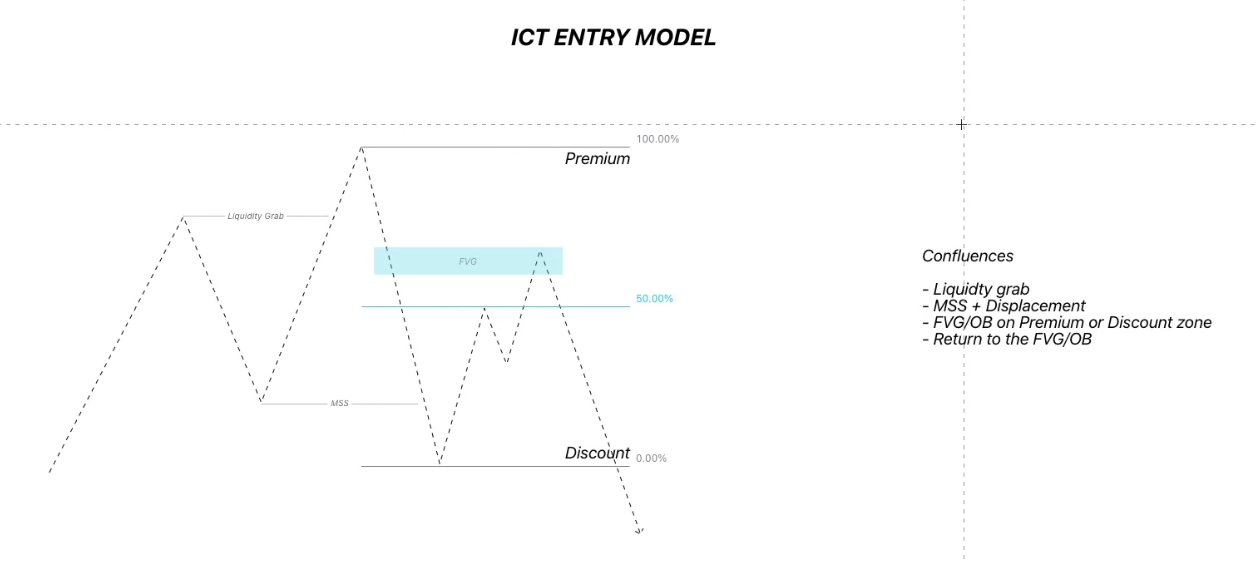 ICT ENTRY MODEL
100.00%
Premium
Liquidity Grab
FVG
50.00%
MSS
Discount
0.00%
Confluences
- Liquidty grab
- MSS + Displacement
- FVG/OB on Premium or Discount zone
- Return to the FVG/OB